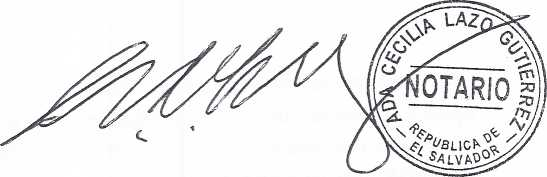 ADA CECILIA LAZO GUTIERREZ
NOTARIO
REPUBLICA DE
EL SALVADOR